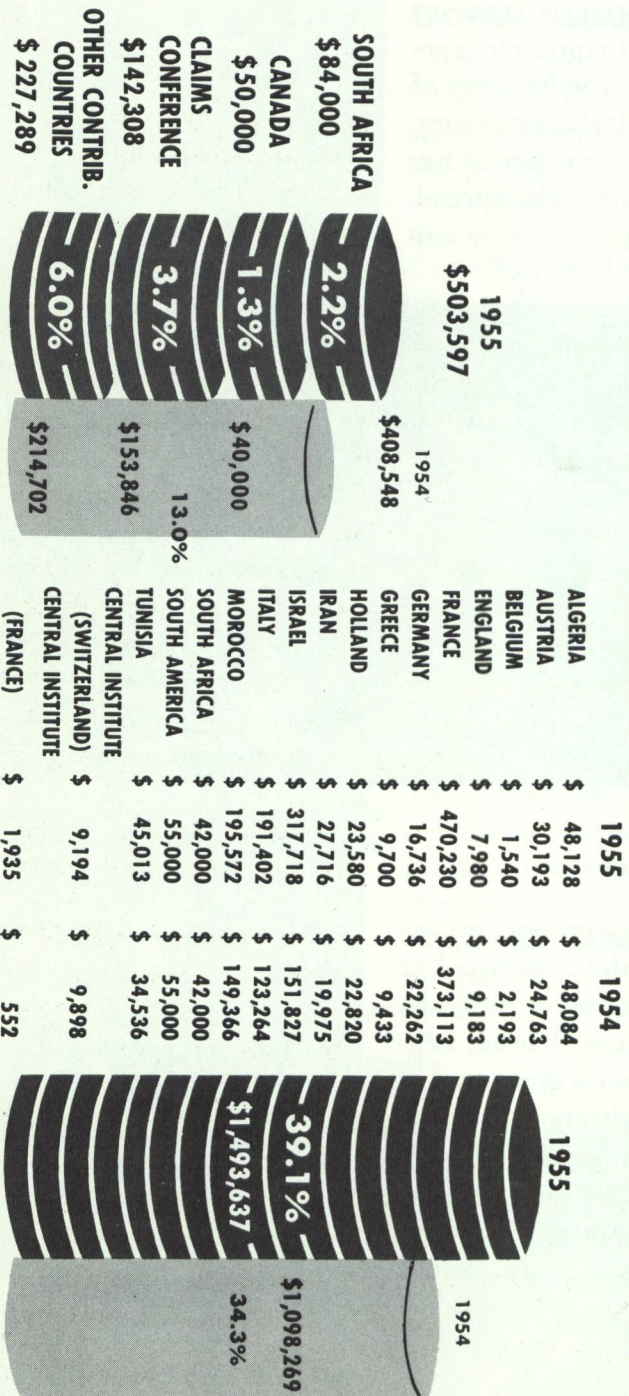 1955
$503,597
1954
$408,548
SOUTH AFRICA
$84,000
2.2%
CANADA
$50,000
1.3%
$40,000
CLAIMS
CONFERENCE
$142,308
3.7%
$153,846
13.0%
OTHER CONTRIB.
COUNTRIES
$ 227,289
6.0%
$214,702
1955 1954
ALGERIA $ 48,128 $ 48,084
AUSTRIA $ 30,193 $ 24,763
BELGIUM $ 1,540 $ 2,193
ENGLAND $ 7,980 $ 9,183
FRANCE $ 470,230 $ 373,113
GERMANY $ 16,736 $ 22,262
GREECE $ 9,700 $ 9,433
HOLLAND $ 23,580 $ 22,820
IRAN $ 27,716 $ 19,975
ISRAEL $ 317,718 $ 151,827
ITALY $ 191,402 $ 123,264
MOROCCO $ 195,572 $ 149,366
SOUTH AFRICA $ 42,000 $ 42,000
SOUTH AMERICA $ 55,000 $ 55,000
TUNISIA $ 45,013 $ 34,536
CENTRAL INSTITUTE
(SWITZERLAND) $ 9,194 $ 9,898
CENTRAL INSTITUTE
(FRANCE) $ 1,935 $ 552
1955
39.1%
$1,493,637
1954
$1,098,269
34.3%